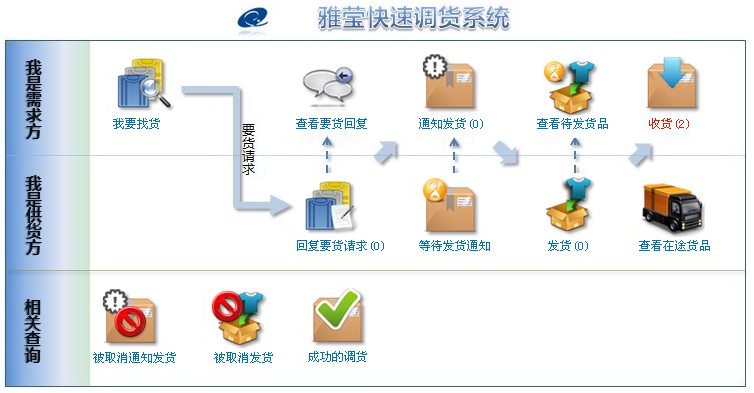 雅莹快速调货系统
我是需求方
我要找货
查看要货回复
通知发货(0)
查看待发货品
收货(2)
要货请求
我是供货方
回复要货请求(0)
等待发货通知
发货(0)
查看在途货品
相关查询
被取消通知发货
被取消发货
成功的调货